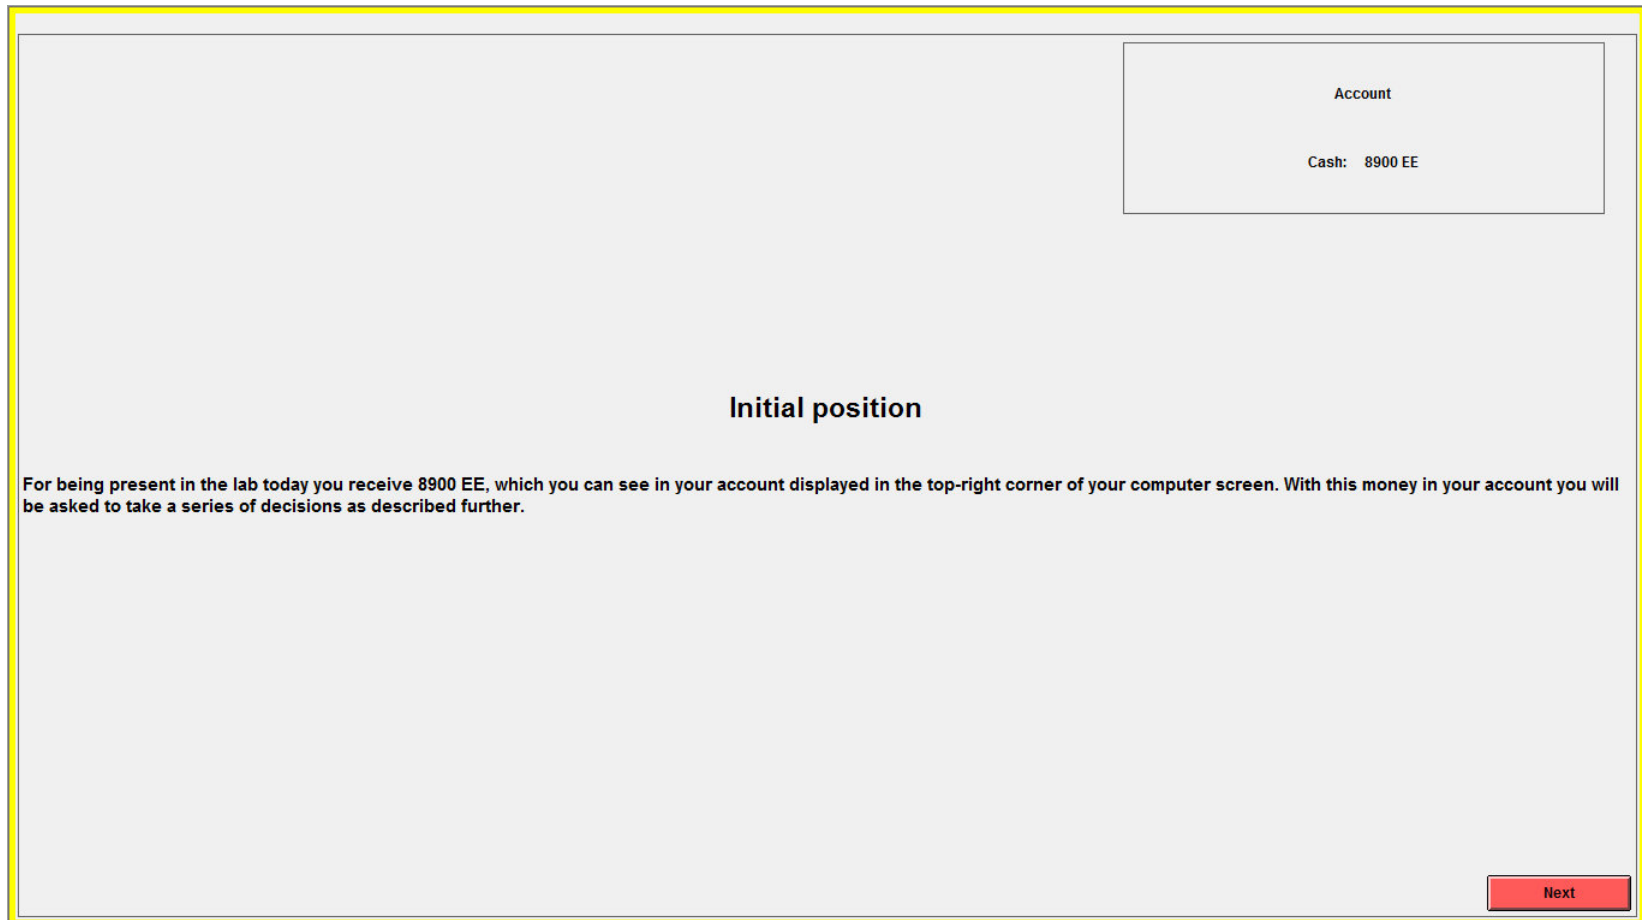 Account
Cash: 8900 EE
Initial position
For being present in the lab today you receive 8900 EE, which you can see in your account displayed in the top-right corner of your computer screen. With this money in your account you will
be asked to take a series of decisions as described further.
Next